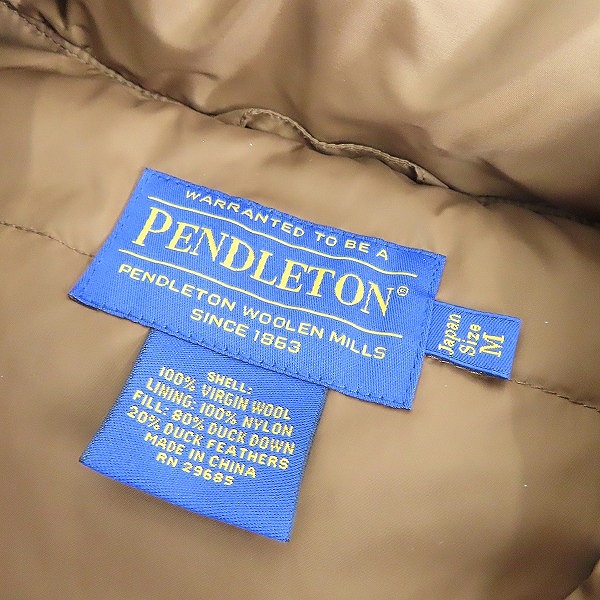 WARRANTED TO BE A
PENDLETON®
PENDLETON WOOLEN MILLS
SINCE 1863
Japan
Size
M
SHELL:
100% VIRGIN WOOL
LINING: 100% NYLON
FILL: 80% DUCK DOWN
20% DUCK FEATHERS
MADE IN CHINA
RN 29685